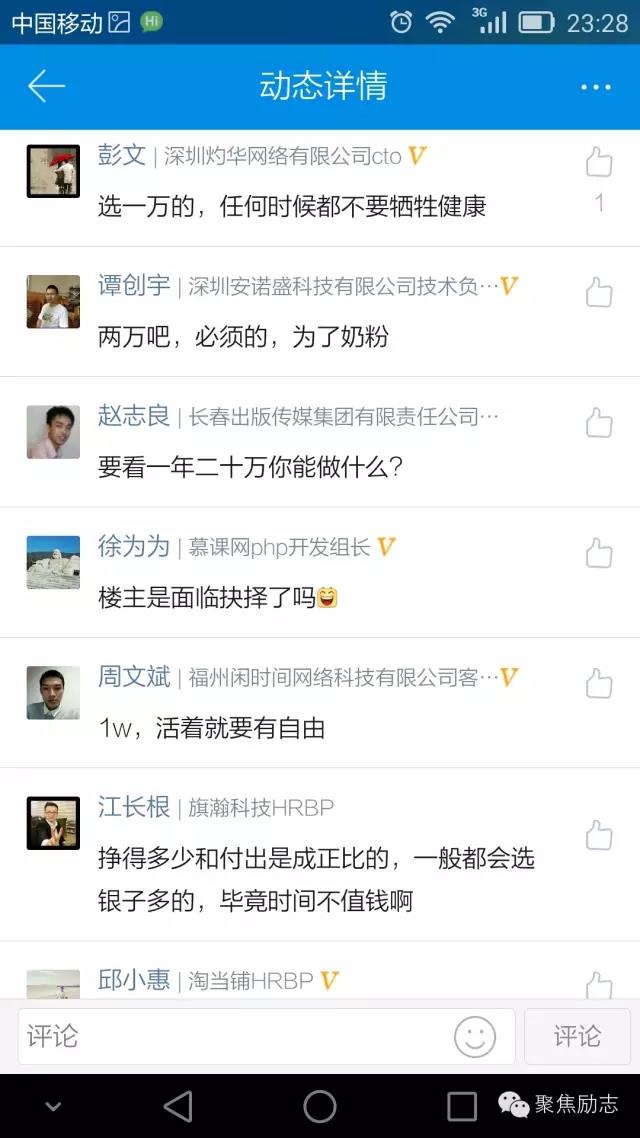 中国移动 Hi 3G 23:28
动态详情
彭文 | 深圳灼华网络有限公司cto V
选一万的，任何时候都不要牺牲健康
1
谭创宇 | 深圳安诺盛科技有限公司技术负… V
两万吧，必须的，为了奶粉
赵志良 | 长春出版传媒集团有限责任公司…
要看一年二十万你能做什么？
徐为为 | 慕课网php开发组长 V
楼主是面临抉择了吗
周文斌 | 福州闲时间网络科技有限公司客… V
1w，活着就要有自由
江长根 | 旗瀚科技HRBP
挣得多少和付出是成正比的，一般都会选
银子多的，毕竟时间不值钱啊
邱小惠 | 淘当铺HRBP V
评论 评论
聚焦励志